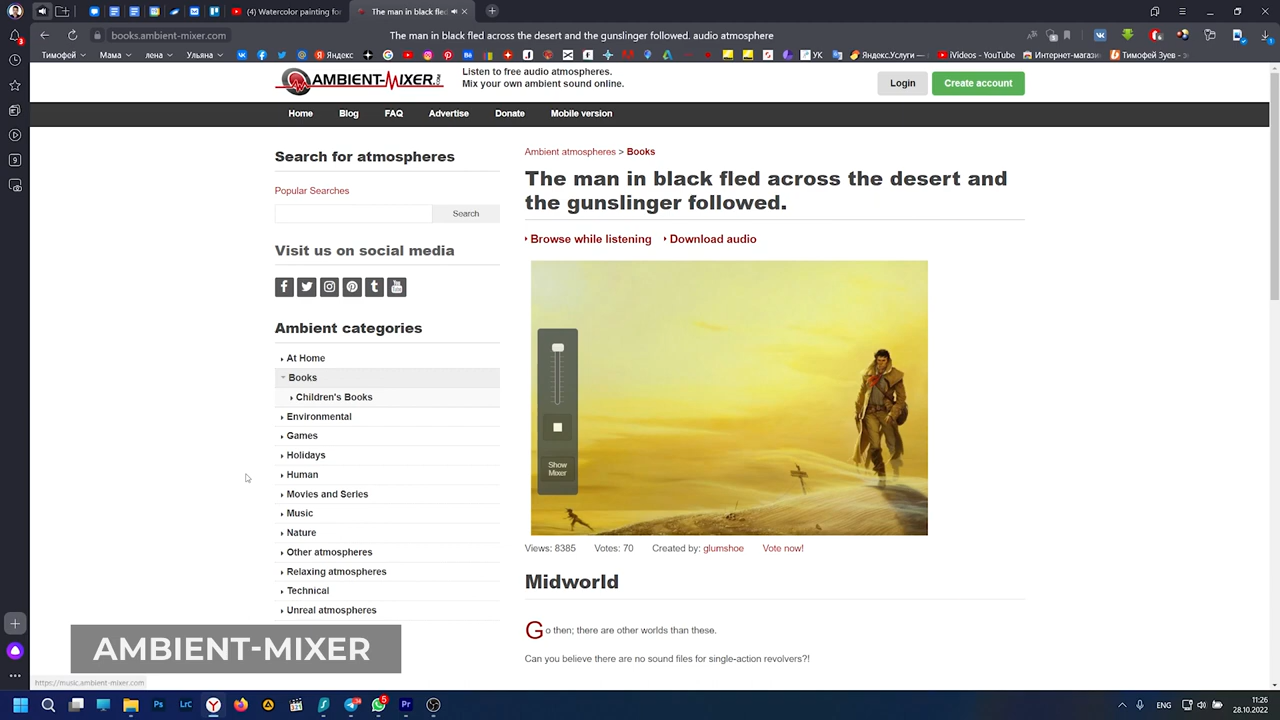 (4) Watercolor
books.ambient-mixer.com
The man in black fled across the desert and the gunslinger followed. audio atmosphere
Тимофей
Мама
лена
Ульяна
Яндекс
УК
Яндекс.Услуги —
iVideos - YouTube
Интернет-магази
Тимофей Зуев -
AMBIENT-MIXER.COM
Listen to free audio atmospheres.
Mix your own ambient sound online.
Login
Create account
Home Blog FAQ Advertise Donate Mobile version
Search for atmospheres
Popular Searches
Search
Visit us on social media
Ambient categories
At Home
Books
Children's Books
Environmental
Games
Holidays
Human
Movies and Series
Music
Nature
Other atmospheres
Relaxing atmospheres
Technical
Unreal atmospheres
Ambient atmospheres > Books
The man in black fled across the desert and
the gunslinger followed.
Browse while listening Download audio
Show
Mixer
Views: 8385 Votes: 70 Created by: glumshoe Vote now!
Midworld
Go then; there are other worlds than these.
Can you believe there are no sound files for single-action revolvers?!
AMBIENT-MIXER
https://music.ambient-mixer.com
Ps
LrC
5
Pr
11:26
28.10.2022